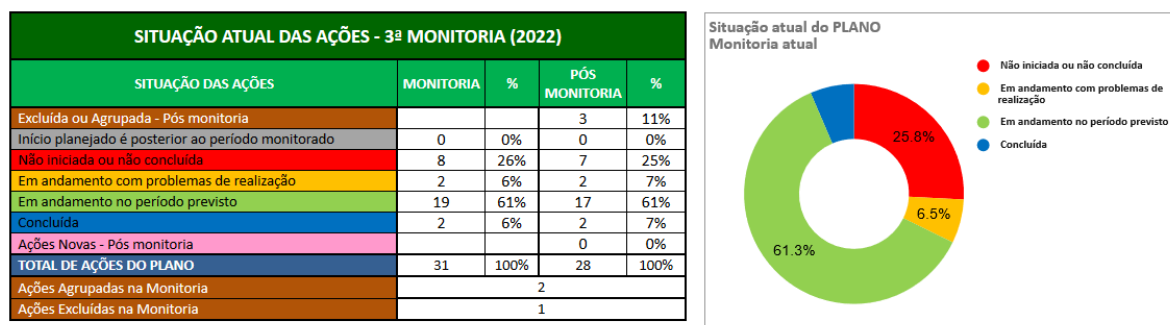 SITUAÇÃO ATUAL DAS AÇÕES - 3ª MONITORIA (2022)
SITUAÇÃO DAS AÇÕES MONITORIA % PÓS MONITORIA %
Excluída ou Agrupada - Pós monitoria 3 11%
Início planejado é posterior ao período monitorado 0 0% 0 0%
Não iniciada ou não concluída 8 26% 7 25%
Em andamento com problemas de realização 2 6% 2 7%
Em andamento no período previsto 19 61% 17 61%
Concluída 2 6% 2 7%
Ações Novas - Pós monitoria 0 0%
TOTAL DE AÇÕES DO PLANO 31 100% 28 100%
Ações Agrupadas na Monitoria 2
Ações Excluídas na Monitoria 1
Situação atual do PLANO
Monitoria atual
Não iniciada ou não concluída
Em andamento com problemas de
realização
Em andamento no período previsto
Concluída
25.8%
6.5%
61.3%